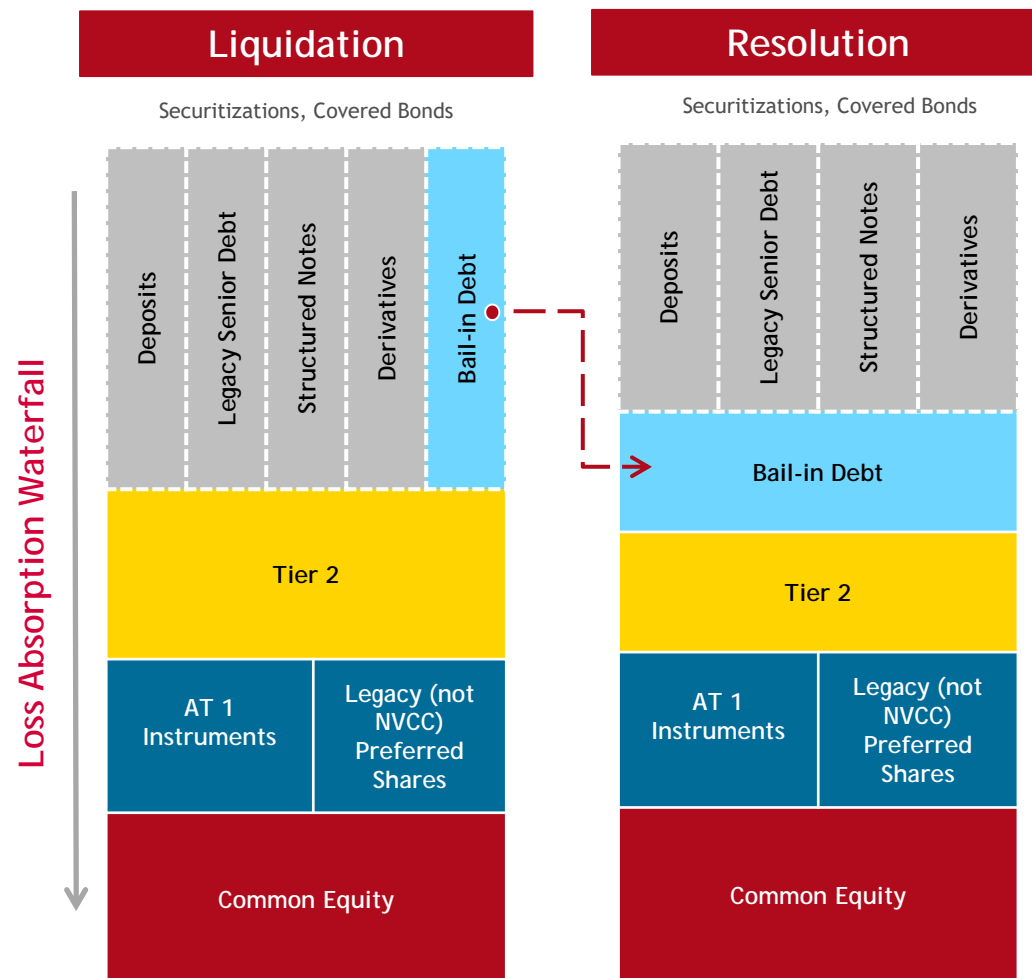 Liquidation
Resolution
Securitizations, Covered Bonds
Securitizations, Covered Bonds
Loss Absorption Waterfall
Deposits
Legacy Senior Debt
Structured Notes
Derivatives
Bail-in Debt
Tier 2
AT 1
Instruments
Legacy (not
NVCC)
Preferred
Shares
Common Equity
Deposits
Legacy Senior Debt
Structured Notes
Derivatives
Bail-in Debt
Tier 2
AT 1
Instruments
Legacy (not
NVCC)
Preferred
Shares
Common Equity